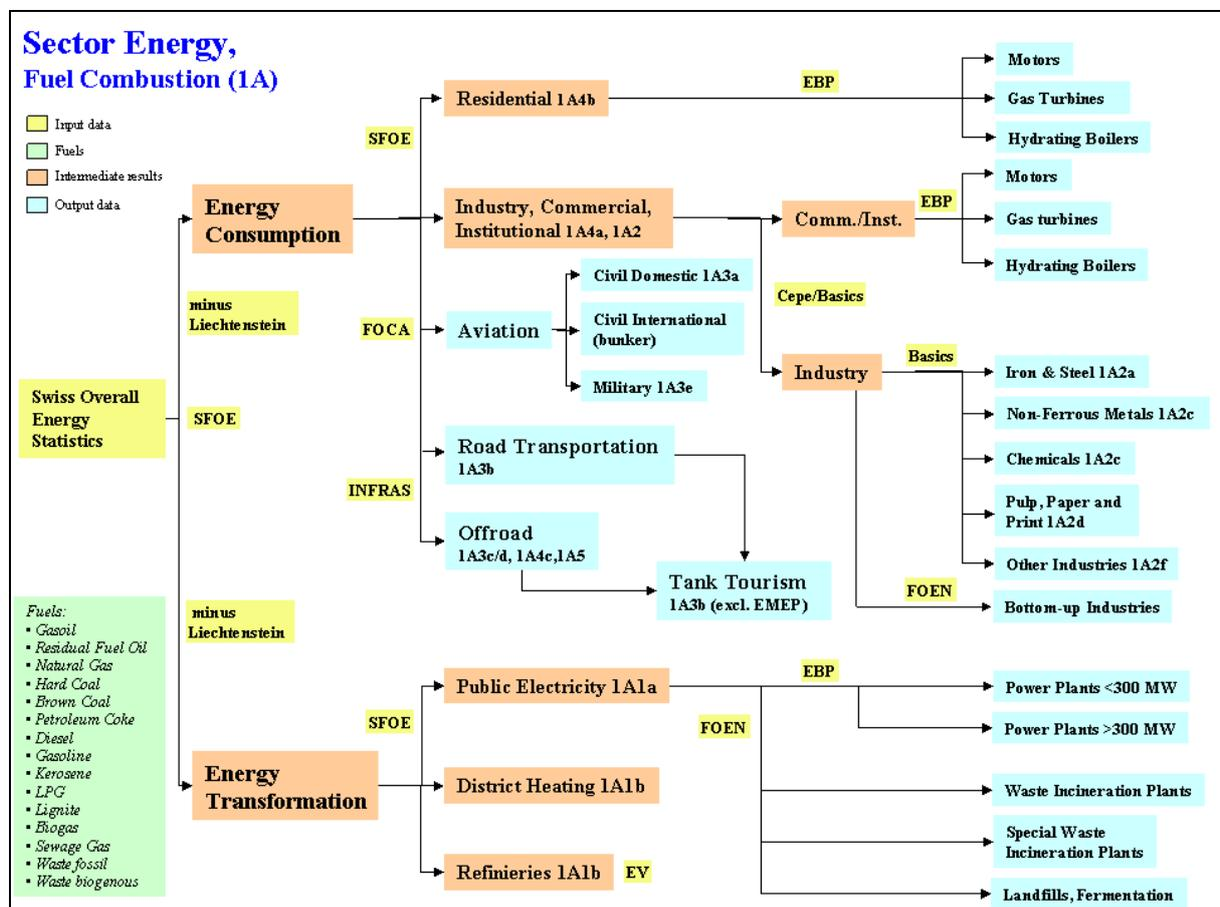 Sector Energy,
Fuel Combustion (1A)
Input data
Fuels
Intermediate results
Output data
Swiss Overall
Energy
Statistics
SFOE
minus
Liechtenstein
minus
Liechtenstein
Fuels:
▪ Gasoil
▪ Residual Fuel Oil
▪ Natural Gas
▪ Hard Coal
▪ Brown Coal
▪ Petroleum Coke
▪ Diesel
▪ Gasoline
▪ Kerosene
▪ LPG
▪ Lignite
▪ Biogas
▪ Sewage Gas
▪ Waste fossil
▪ Waste biogenous
Energy
Consumption
SFOE
FOCA
INFRAS
Residential 1A4b
EBP
Motors
Gas Turbines
Hydrating Boilers
Industry, Commercial,
Institutional 1A4a, 1A2
Comm./Inst.
EBP
Motors
Gas turbines
Hydrating Boilers
Cepe/Basics
Industry
Basics
Iron & Steel 1A2a
Non-Ferrous Metals 1A2c
Chemicals 1A2c
Pulp, Paper and
Print 1A2d
Other Industries 1A2f
FOEN
Bottom-up Industries
Aviation
Civil Domestic 1A3a
Civil International
(bunker)
Military 1A3e
Road Transportation
1A3b
Offroad
1A3c/d, 1A4c,1A5
Tank Tourism
1A3b (excl. EMEP)
Energy
Transformation
SFOE
Public Electricity 1A1a
EBP
FOEN
Power Plants <300 MW
Power Plants >300 MW
Waste Incineration Plants
Special Waste
Incineration Plants
Landfills, Fermentation
District Heating 1A1b
Refinieries 1A1b
EV